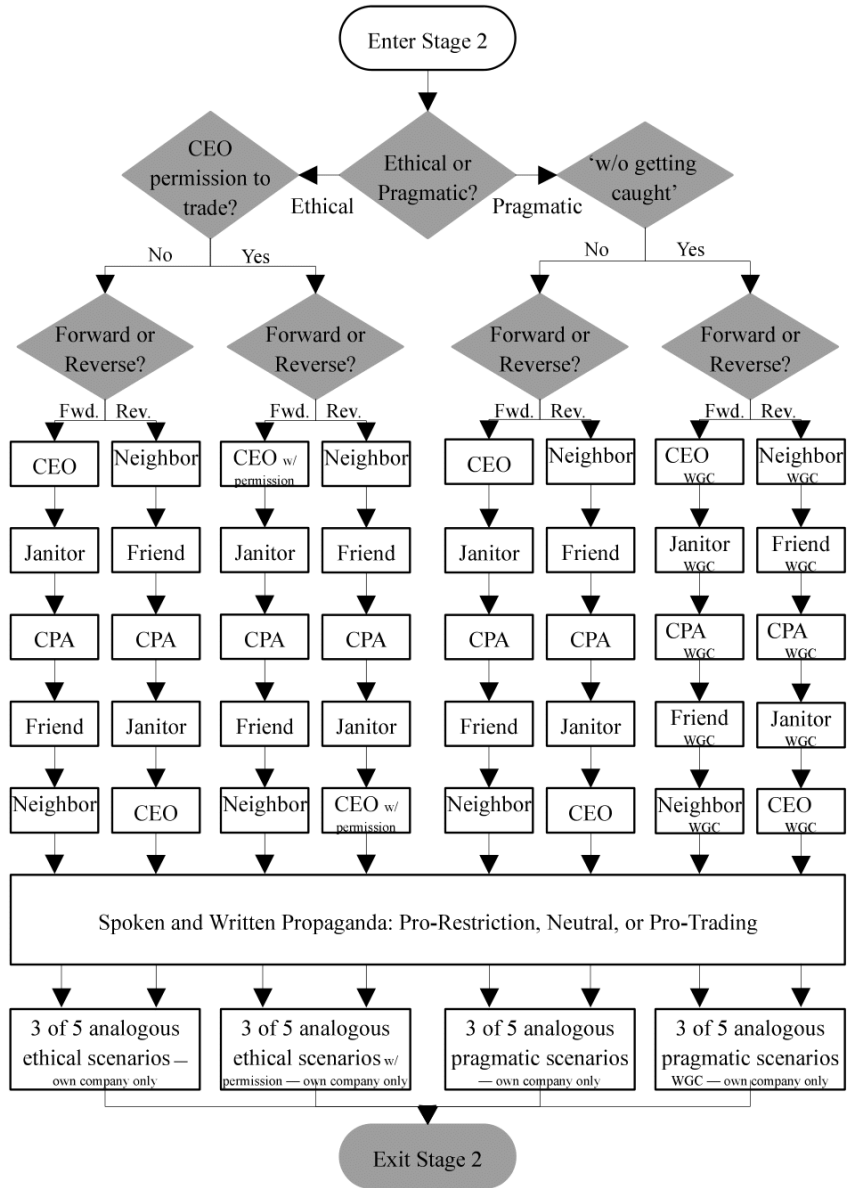 Enter Stage 2
CEO
permission to
trade?
Ethical or
Pragmatic?
‘w/o getting
caught’
Ethical
Pragmatic
No
Yes
No
Yes
Forward or
Reverse?
Forward or
Reverse?
Forward or
Reverse?
Forward or
Reverse?
Fwd.
Rev.
Fwd.
Rev.
Fwd.
Rev.
Fwd.
Rev.
CEO
Neighbor
CEO w/
permission
Neighbor
CEO
Neighbor
CEO
WGC
Neighbor
WGC
Janitor
Friend
Janitor
Friend
Janitor
Friend
Janitor
WGC
Friend
WGC
CPA
CPA
CPA
CPA
CPA
CPA
CPA
WGC
CPA
WGC
Friend
Janitor
Friend
Janitor
Friend
Janitor
Friend
WGC
Janitor
WGC
Neighbor
CEO
Neighbor
CEO w/
permission
Neighbor
CEO
Neighbor
WGC
CEO
WGC
Spoken and Written Propaganda: Pro-Restriction, Neutral, or Pro-Trading
3 of 5 analogous
ethical scenarios —
own company only
3 of 5 analogous
ethical scenarios w/
permission — own company only
3 of 5 analogous
pragmatic scenarios
— own company only
3 of 5 analogous
pragmatic scenarios
WGC — own company only
Exit Stage 2